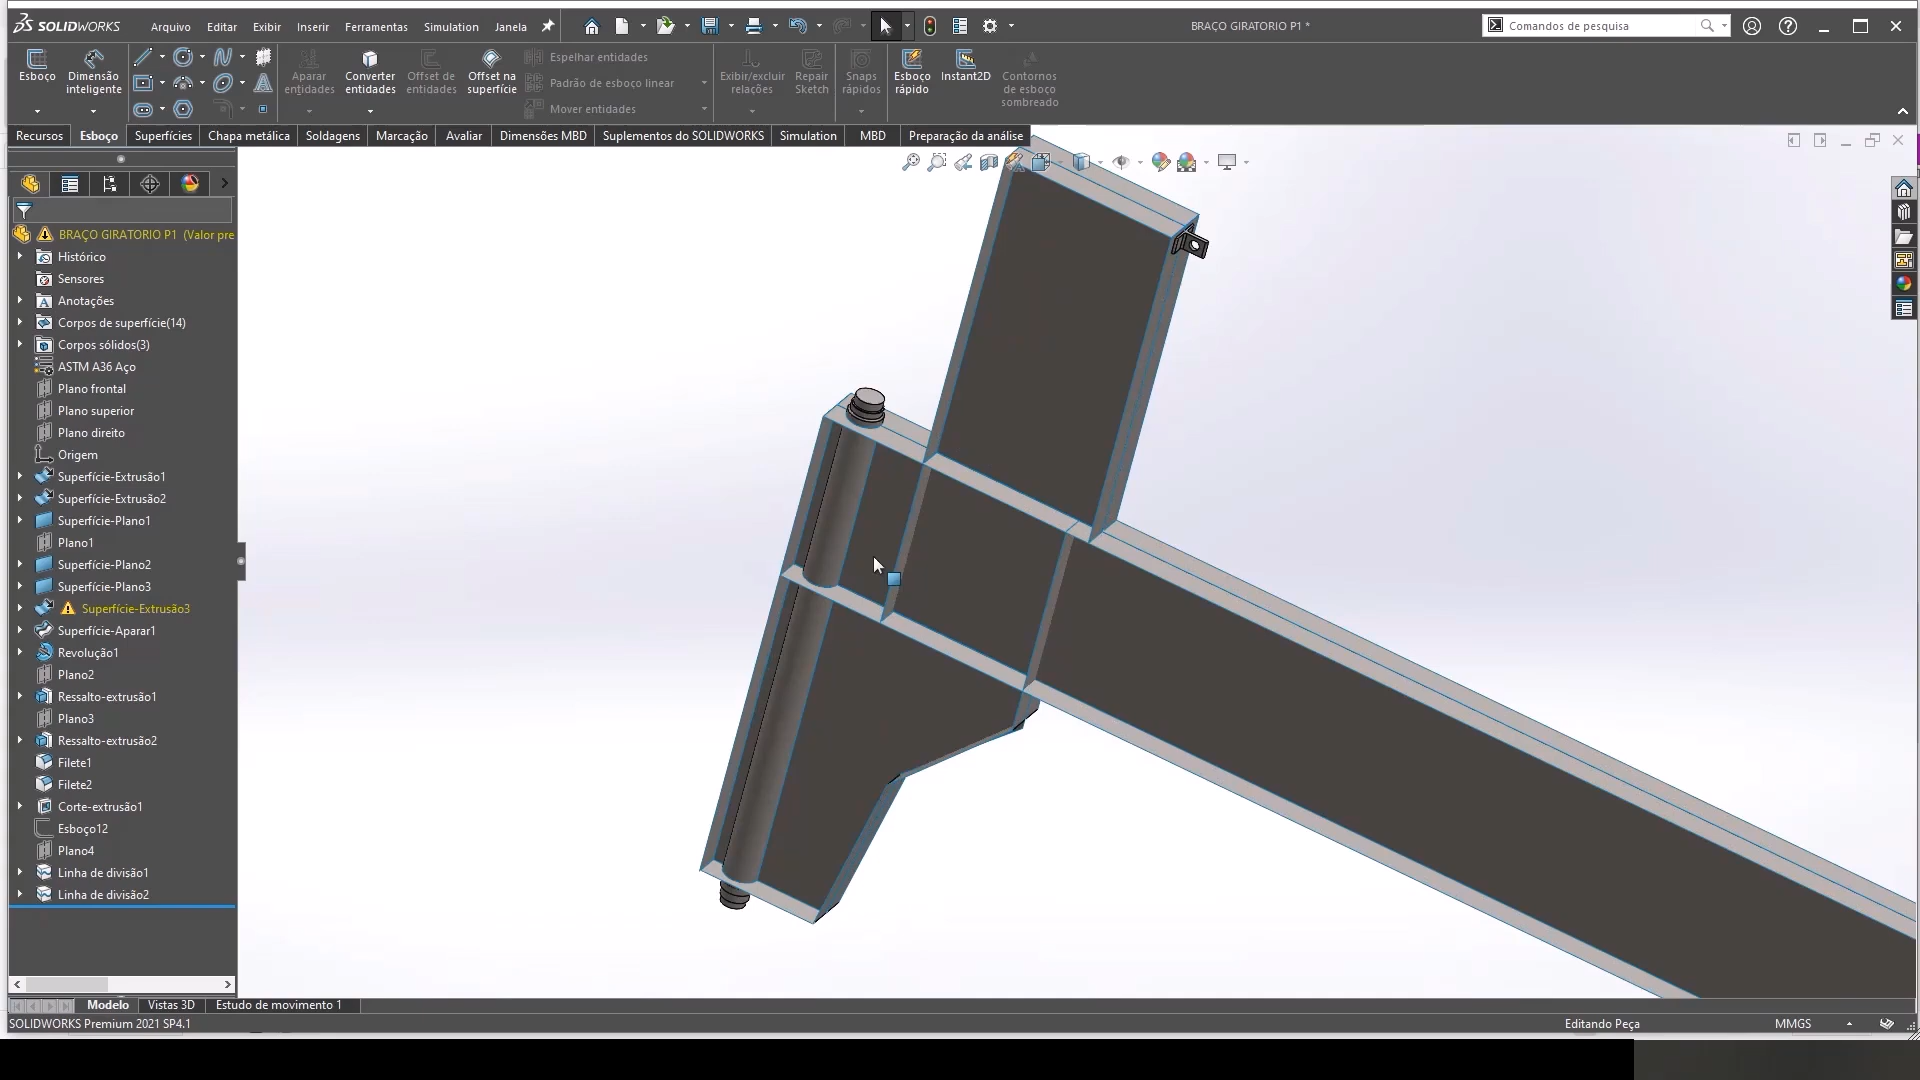 SOLIDWORKS Arquivo Editar Exibir Inserir Ferramentas Simulation Janela BRAÇO GIRATORIO P1 * Comandos de pesquisa
Esboço Dimensão inteligente Aparar entidades Converter entidades Offset de entidades Offset na superfície Espelhar entidades Exibir/excluir relações Repair Sketch Snaps rápidos Esboço rápido Instant2D Contornos de esboço sombreado
Padrão de esboço linear
Mover entidades
Recursos Esboço Superfícies Chapa metálica Soldagens Marcação Avaliar Dimensões MBD Suplementos do SOLIDWORKS Simulation MBD Preparação da análise
BRAÇO GIRATORIO P1 (Valor pre
Histórico
Sensores
Anotações
Corpos de superfície(14)
Corpos sólidos(3)
ASTM A36 Aço
Plano frontal
Plano superior
Plano direito
Origem
Superfície-Extrusão1
Superfície-Extrusão2
Superfície-Plano1
Plano1
Superfície-Plano2
Superfície-Plano3
Superfície-Extrusão3
Superfície-Aparar1
Revolução1
Plano2
Ressalto-extrusão1
Plano3
Ressalto-extrusão2
Filete1
Filete2
Corte-extrusão1
Esboço12
Plano4
Linha de divisão1
Linha de divisão2
Modelo Vistas 3D Estudo de movimento 1
SOLIDWORKS Premium 2021 SP4.1 Editando Peça MMGS